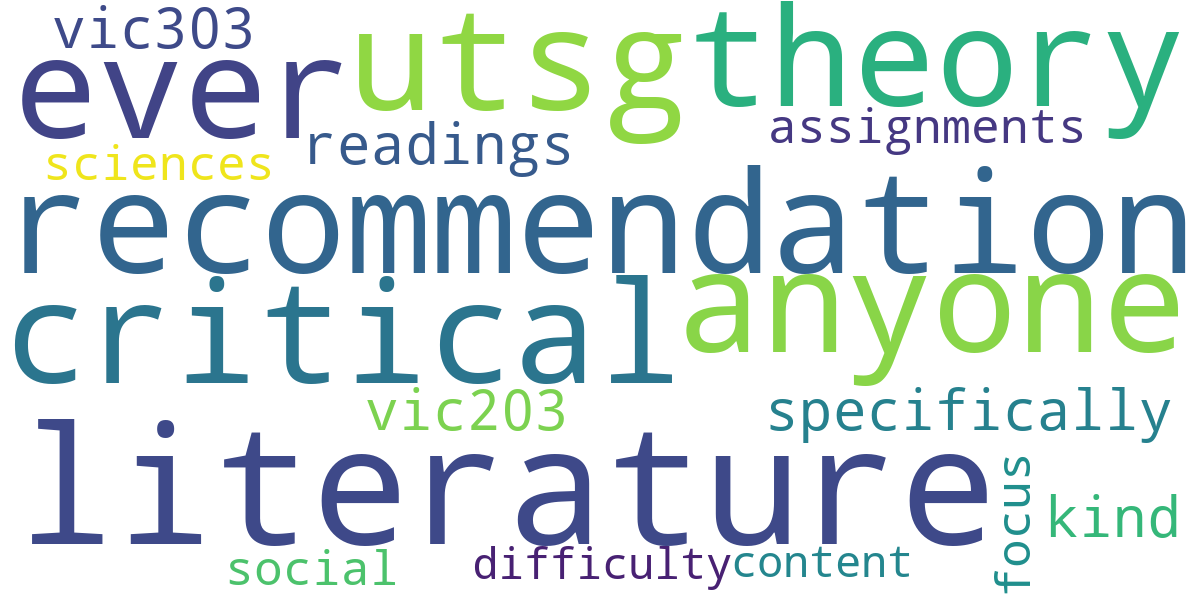 vic303
ever utsg theory
readings assignments
sciences
recommendation
critical anyone
vic203 specifically
literature
focus kind
social difficulty content